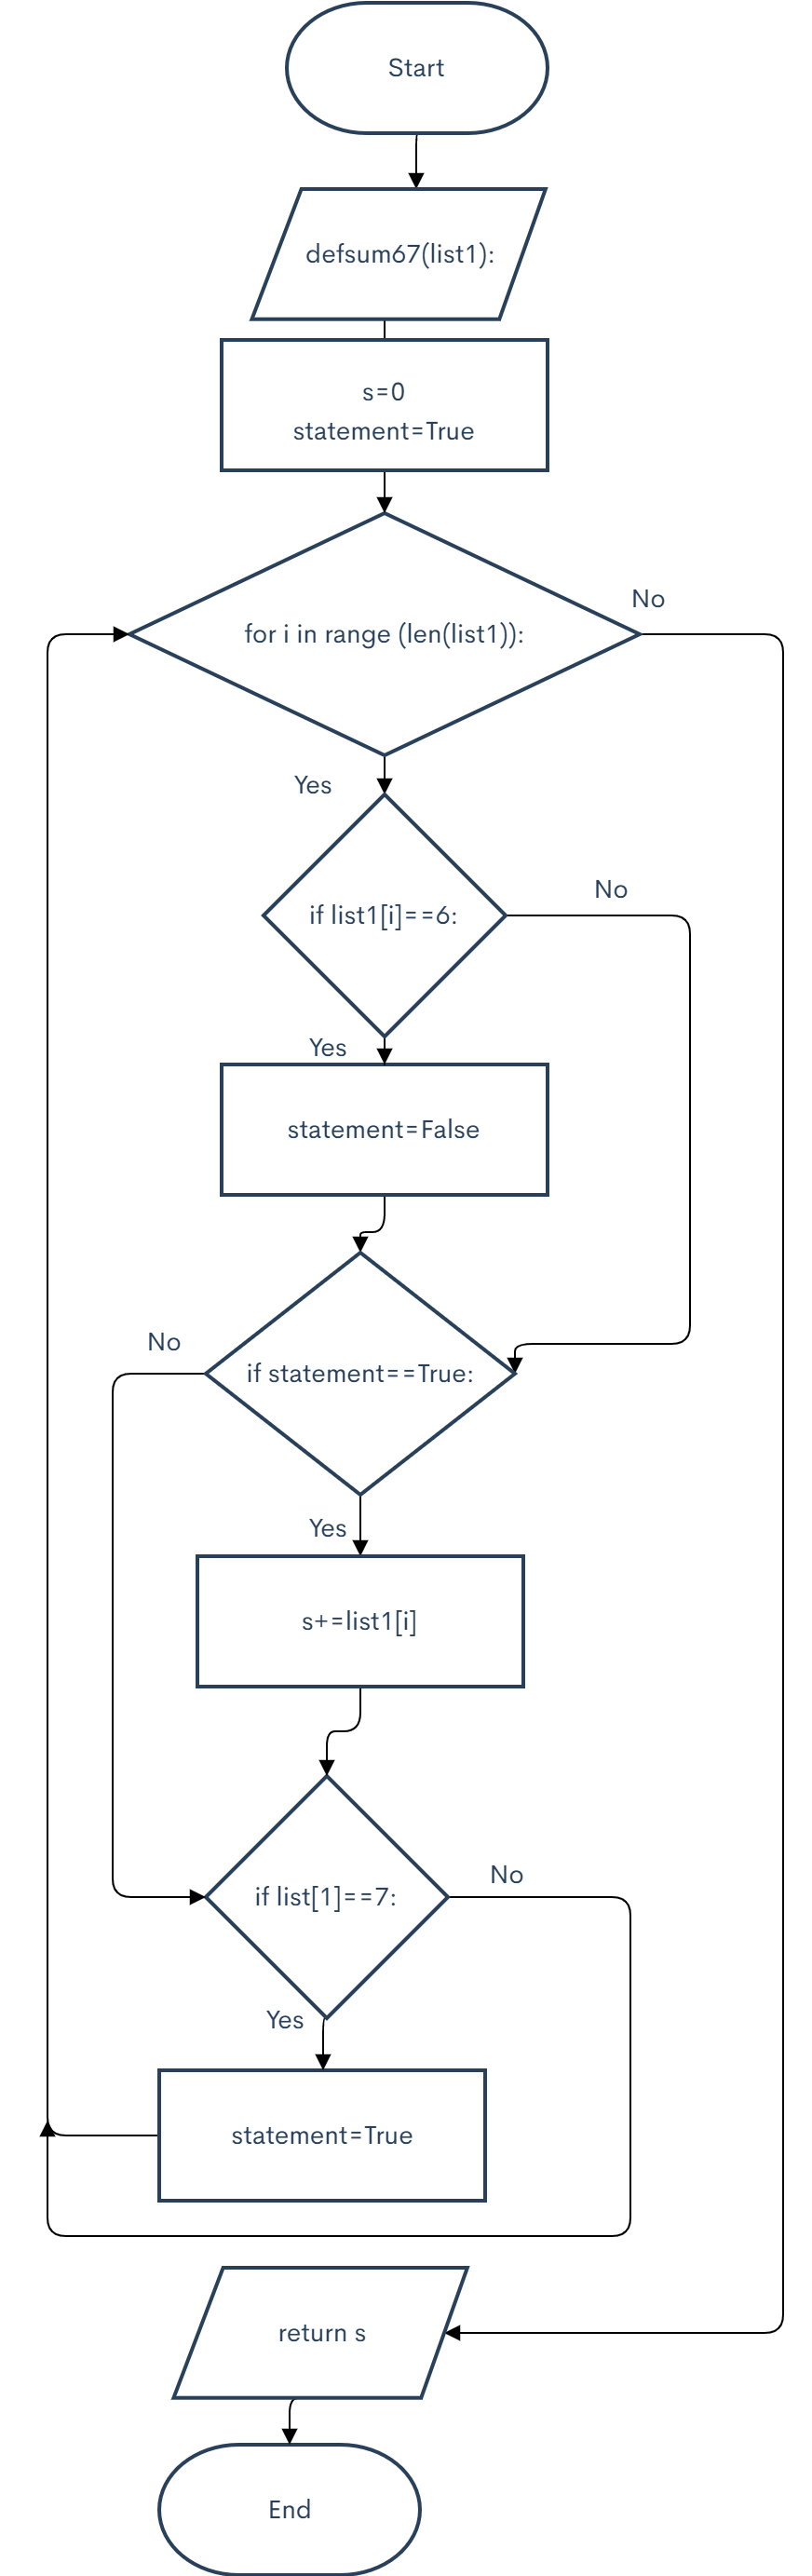 Start
defsum67(list1):
s=0
statement=True
for i in range (len(list1)):
No
Yes
if list1[i]==6:
No
Yes
statement=False
No
if statement==True:
Yes
s+=list1[i]
if list[1]==7:
No
Yes
statement=True
return s
End